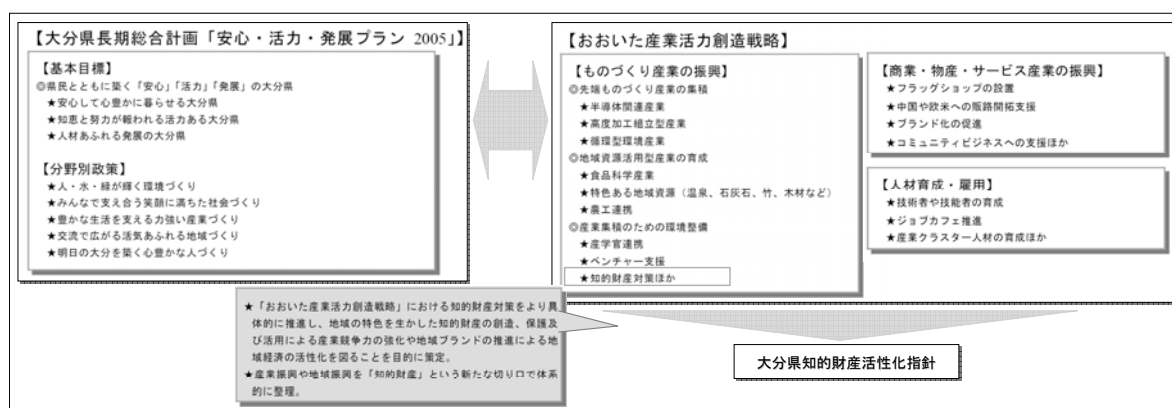 【大分県長期総合計画「安心・活力・発展プラン 2005」】
【基本目標】
◎県民とともに築く「安心」「活力」「発展」の大分県
★安心して心豊かに暮らせる大分県
★知恵と努力が報われる活力ある大分県
★人材あふれる発展の大分県
【分野別政策】
★人・水・緑が輝く環境づくり
★みんなで支え合う笑顔に満ちた社会づくり
★豊かな生活を支える力強い産業づくり
★交流で広がる活気あふれる地域づくり
★明日の大分を築く心豊かな人づくり
【おおいた産業活力創造戦略】
【ものづくり産業の振興】
◎先端ものづくり産業の集積
★半導体関連産業
★高度加工組立型産業
★循環型環境産業
◎地域資源活用型産業の育成
★食品科学産業
★特色ある地域資源（温泉、石灰石、竹、木材など）
★農工連携
◎産業集積のための環境整備
★産学官連携
★ベンチャー支援
★知的財産対策ほか
【商業・物産・サービス産業の振興】
★フラッグショップの設置
★中国や欧米への販路開拓支援
★ブランド化の促進
★コミュニティビジネスへの支援ほか
【人材育成・雇用】
★技術者や技能者の育成
★ジョブカフェ推進
★産業クラスター人材の育成ほか
★「おおいた産業活力創造戦略」における知的財産対策をより具
体的に推進し、地域の特色を生かした知的財産の創造、保護及
び活用による産業競争力の強化や地域ブランドの推進による地
域経済の活性化を図ることを目的に策定。
★産業振興や地域振興を「知的財産」という新たな切り口で体系
的に整理。
大分県知的財産活性化指針